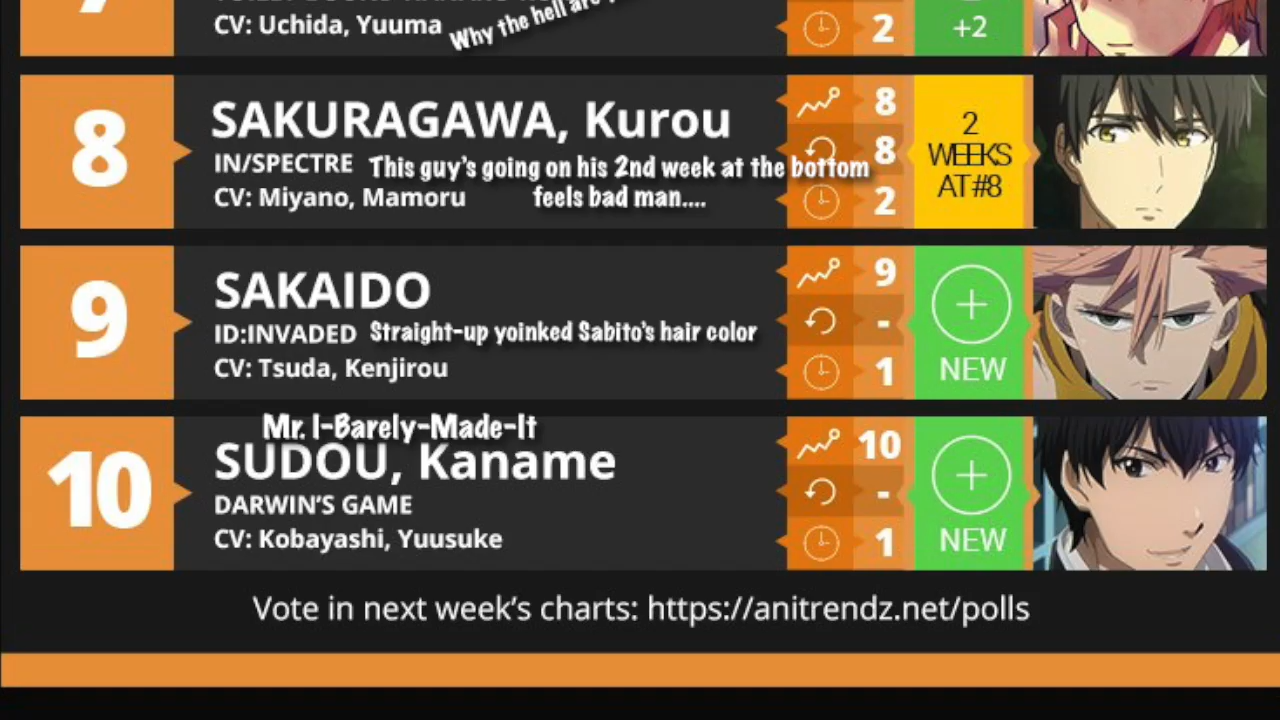 7
CV: Uchida, Yuuma
Why the hell are
2
+2
8
SAKURAGAWA, Kurou
IN/SPECTRE
This guy's going on his 2nd week at the bottom
feels bad man....
CV: Miyano, Mamoru
8
8
2
2
WEEKS
AT #8
9
SAKAIDO
ID:INVADED
Straight-up yoinked Sabito's hair color
CV: Tsuda, Kenjirou
9
-
1
NEW
10
Mr. I-Barely-Made-It
SUDOU, Kaname
DARWIN'S GAME
CV: Kobayashi, Yuusuke
10
-
1
NEW
Vote in next week's charts: https://anitrendz.net/polls